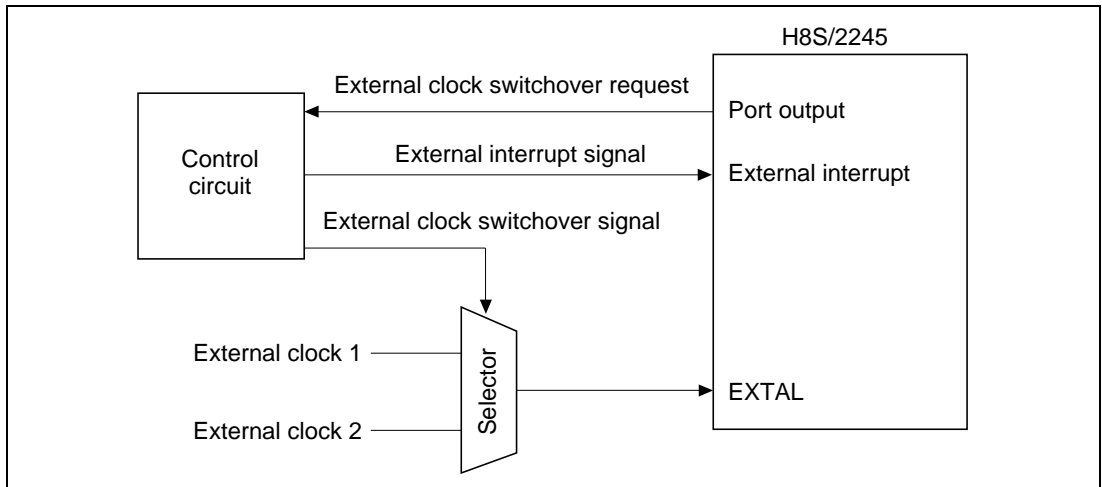 H8S/2245
External clock switchover request
Port output
Control
circuit
External interrupt signal
External interrupt
External clock switchover signal
External clock 1
Selector
EXTAL
External clock 2